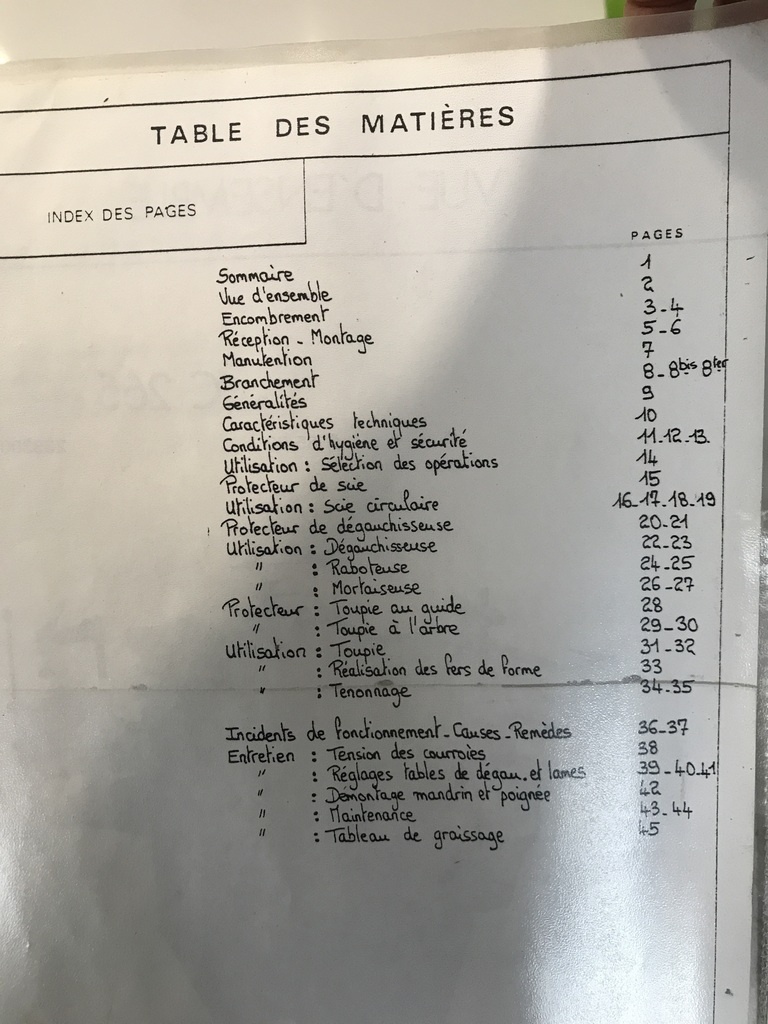 TABLE DES MATIÈRES
INDEX DES PAGES
PAGES
Sommaire 1
Vue d'ensemble 2
Encombrement 3-4
Réception - Montage 5-6
Manutention 7
Branchement 8-8bis 8ter
Généralités 9
Caractéristiques techniques 10
Conditions d'hygiène et sécurité 11-12-13
Utilisation : Sélection des opérations 14
Protecteur de scie 15
Utilisation : Scie circulaire 16-17-18-19
Protecteur de dégauchisseuse 20-21
Utilisation : Dégauchisseuse 22-23
" : Raboteuse 24-25
" : Mortaiseuse 26-27
Protecteur : Toupie au guide 28
" : Toupie à l'arbre 29-30
Utilisation : Toupie 31-32
" : Réalisation des fers de forme 33
" : Tenonnage 34-35
Incidents de fonctionnement - Causes - Remèdes 36-37
Entretien : Tension des courroies 38
" : Réglages tables de dégau. et lames 39-40-41
" : Démontage mandrin et poignée 42
" : Maintenance 43-44
" : Tableau de graissage 45